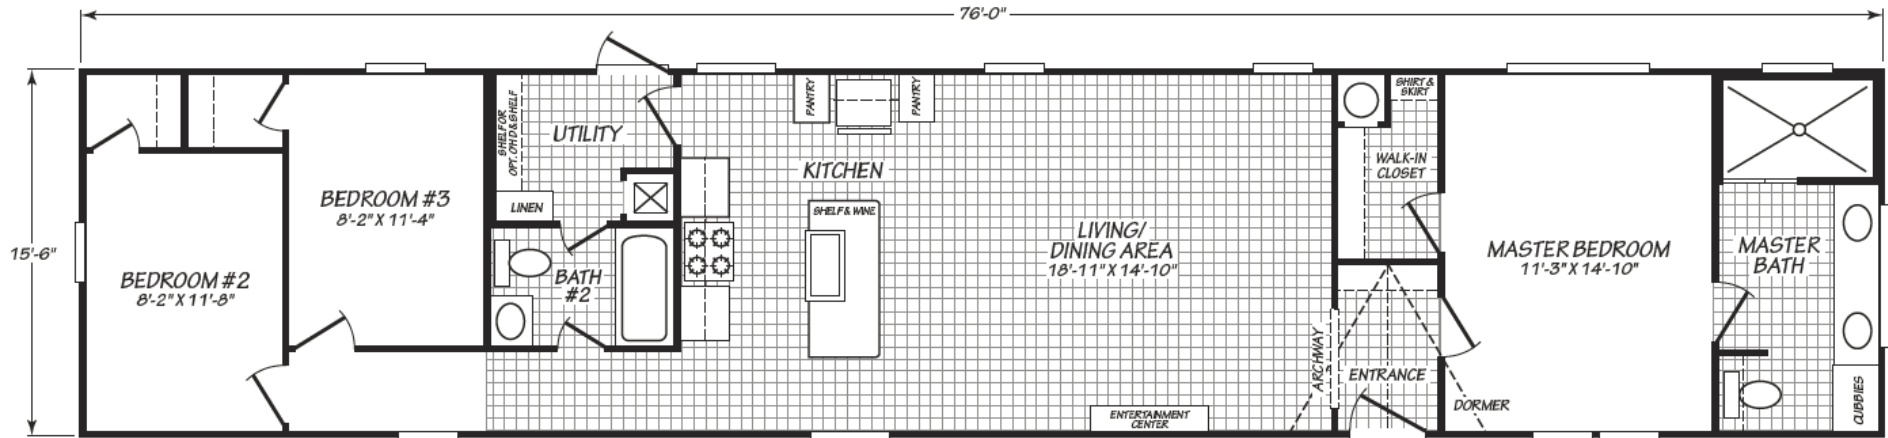 76'-0"
15'-6"
BEDROOM #2
8'-2" X 11'-8"
BEDROOM #3
8'-2" X 11'-4"
SHELF OR
OPT. OHD & SHELF
UTILITY
LINEN
BATH
#2
PANTRY
PANTRY
KITCHEN
SHELF & WINE
LIVING/
DINING AREA
18'-11" X 14'-10"
ENTERTAINMENT
CENTER
SHIRT &
SKIRT
WALK-IN
CLOSET
ARCHWAY
ENTRANCE
DORMER
MASTER BEDROOM
11'-3" X 14'-10"
MASTER
BATH
CUBBIES